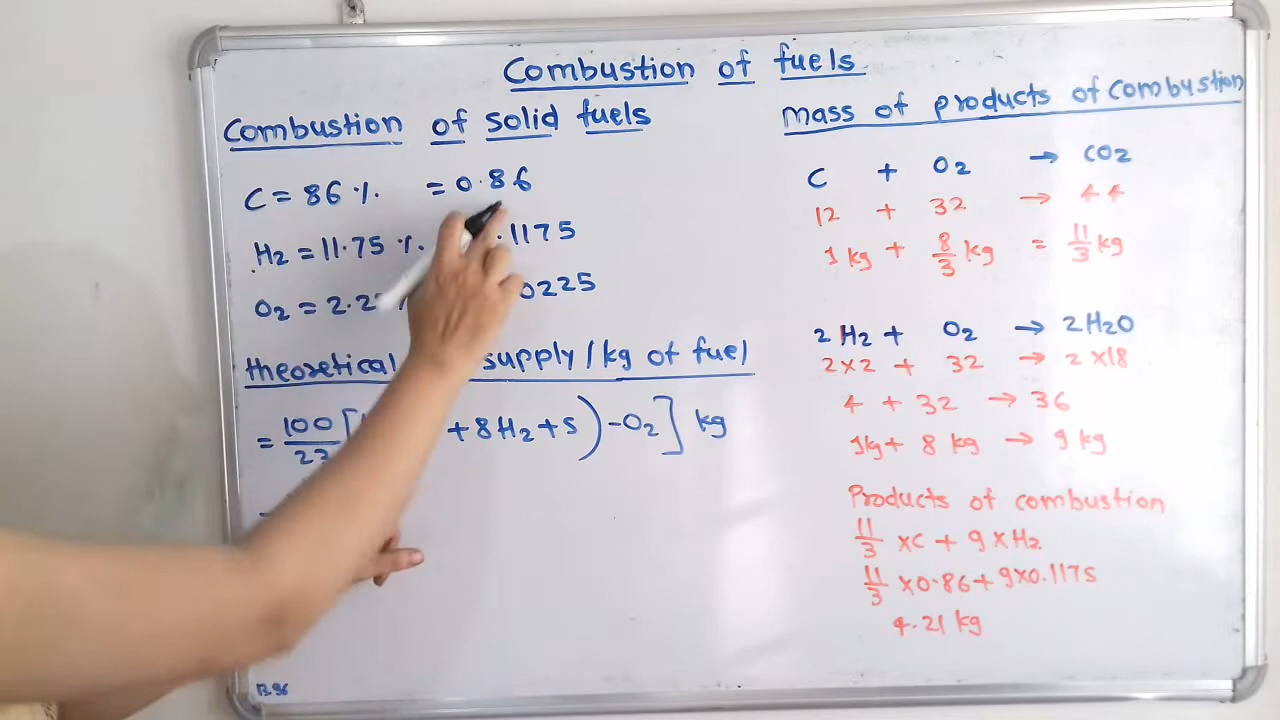 Combustion of fuels
Combustion of solid fuels
C = 86 %. = 0.86
H2 = 11.75 %. .1175
O2 = 2.2 0225
theoretical supply / kg of fuel
= 100 [ + 8H2 + S ) - O2 ] kg
mass of products of combustion
C + O2 → CO2
12 + 32 → 44
1 kg + 8/3 kg = 11/3 kg
2 H2 + O2 → 2H2O
2×2 + 32 → 2 ×18
4 + 32 → 36
1kg + 8 kg → 9 kg
Products of combustion
11/3 ×C + 9 ×H2
11/3 ×0.86 + 9×0.1175
4.21 kg